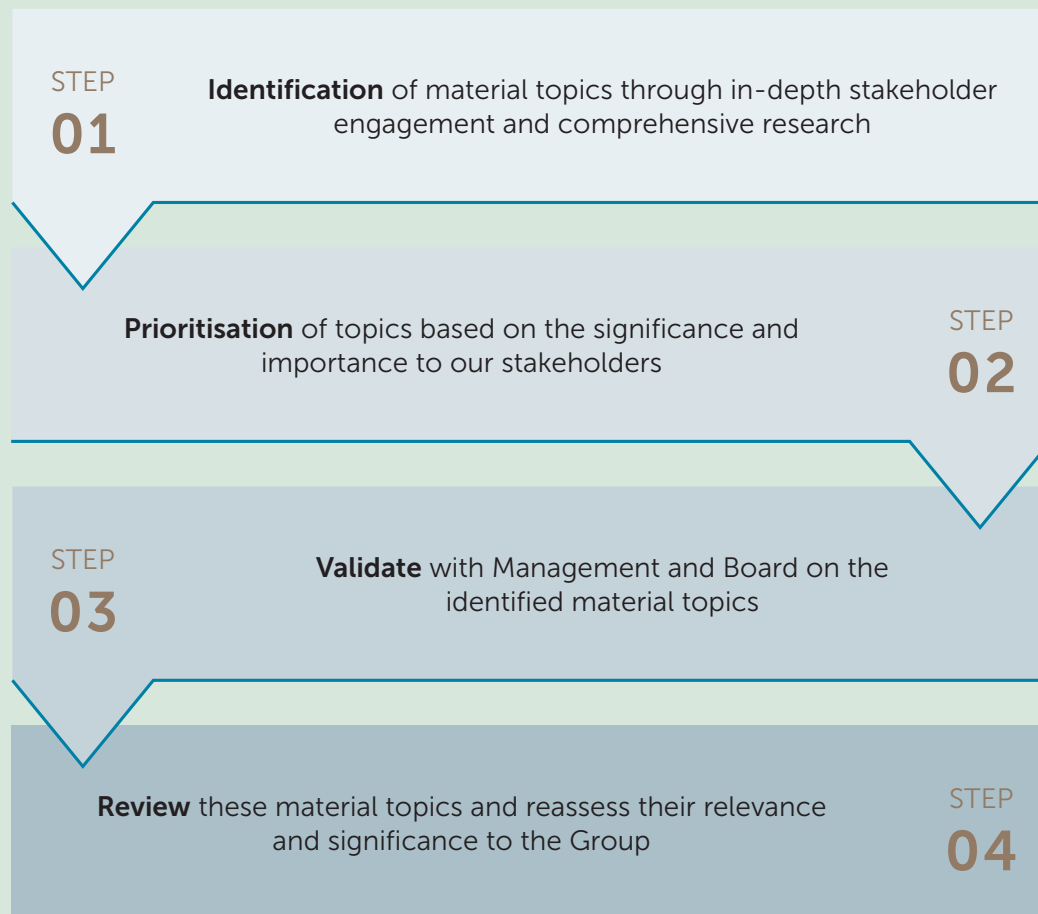 STEP
01
Identification of material topics through in-depth stakeholder
engagement and comprehensive research
Prioritisation of topics based on the significance and
importance to our stakeholders
STEP
02
STEP
03
Validate with Management and Board on the
identified material topics
Review these material topics and reassess their relevance
and significance to the Group
STEP
04